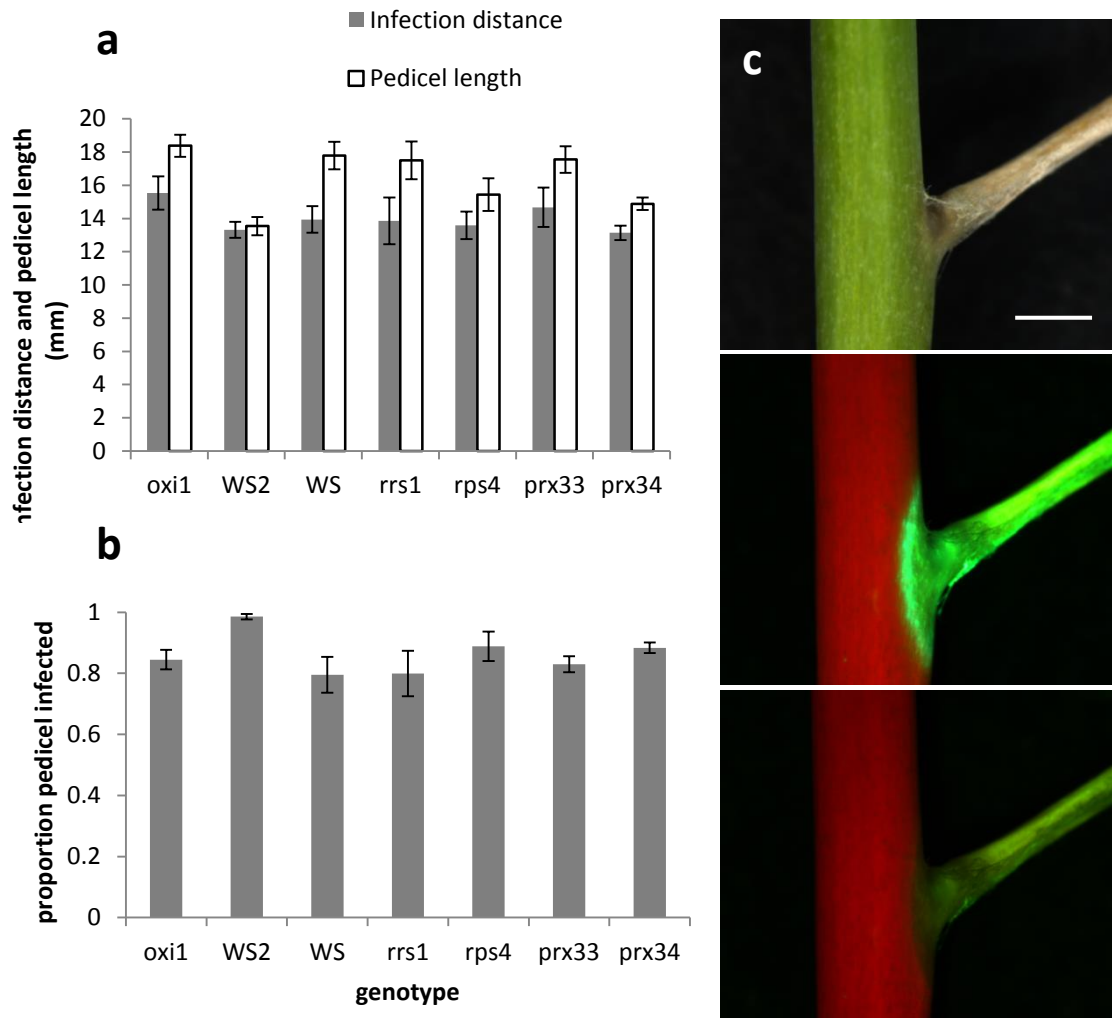 a
Infection distance
Pedicel length
nfection distance and pedicel length
(mm)
20
18
16
14
12
10
8
6
4
2
0
oxi1 WS2 WS rrs1 rps4 prx33 prx34
b
proportion pedicel infected
1
0.8
0.6
0.4
0.2
0
oxi1 WS2 WS rrs1 rps4 prx33 prx34
genotype
c